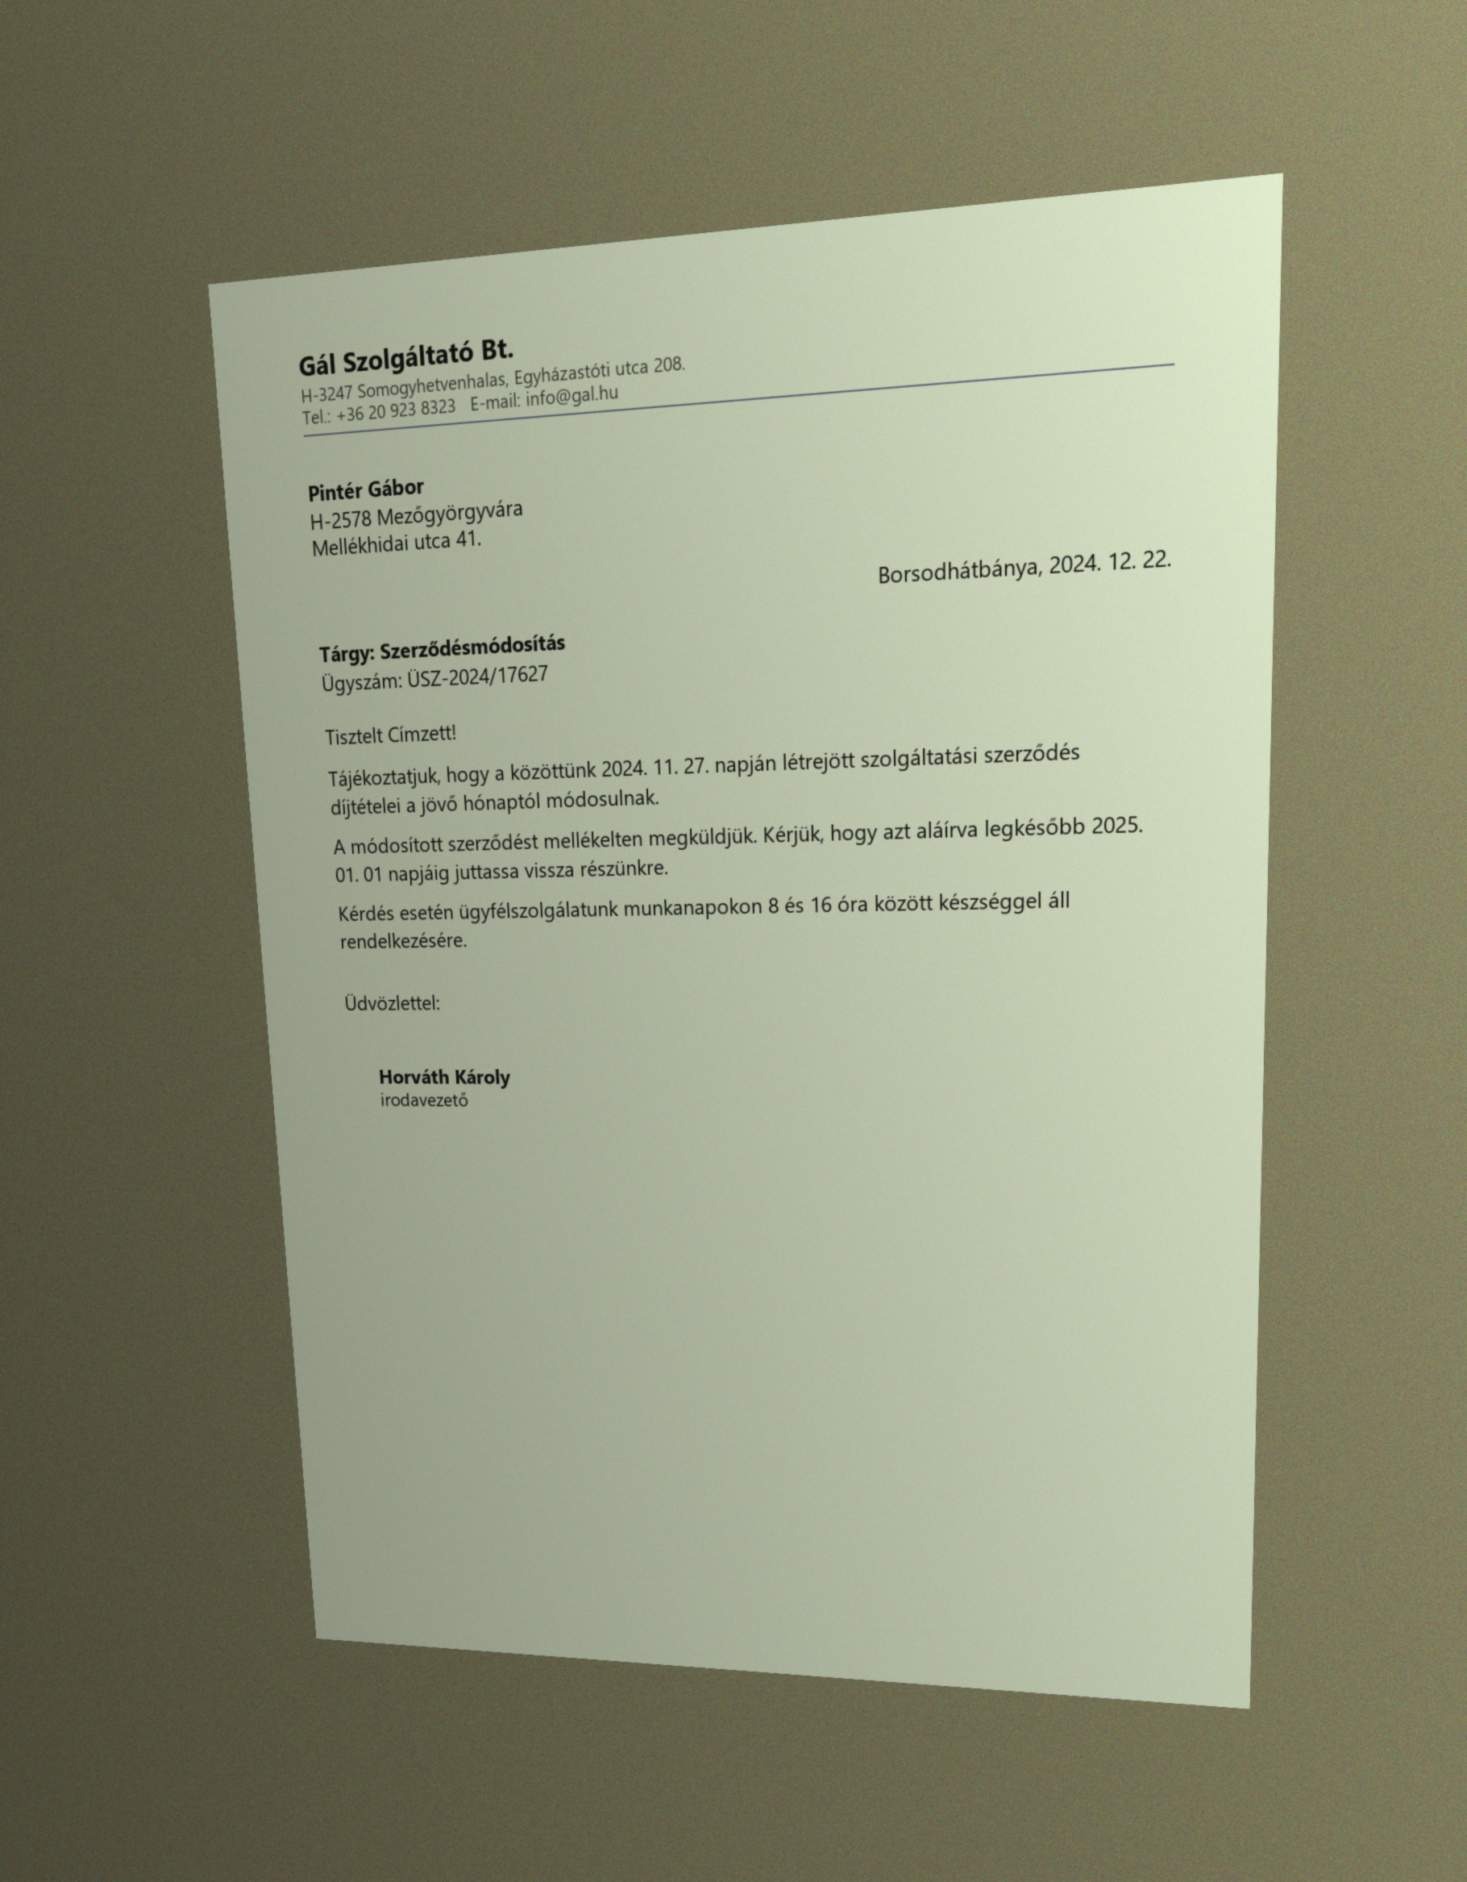 Gál Szolgáltató Bt.
H-3247 Somogyhetvenhalas, Egyházastóti utca 208.
Tel.: +36 20 923 8323 E-mail: info@gal.hu
Pintér Gábor
H-2578 Mezőgyörgyvára
Mellékhidai utca 41.
Borsodhátbánya, 2024. 12. 22.
Tárgy: Szerződésmódosítás
Ügyszám: ÜSZ-2024/17627
Tisztelt Címzett!
Tájékoztatjuk, hogy a közöttünk 2024. 11. 27. napján létrejött szolgáltatási szerződés
díjtételei a jövő hónaptól módosulnak.
A módosított szerződést mellékelten megküldjük. Kérjük, hogy azt aláírva legkésőbb 2025.
01. 01 napjáig juttassa vissza részünkre.
Kérdés esetén ügyfélszolgálatunk munkanapokon 8 és 16 óra között készséggel áll
rendelkezésére.
Üdvözlettel:
Horváth Károly
irodavezető